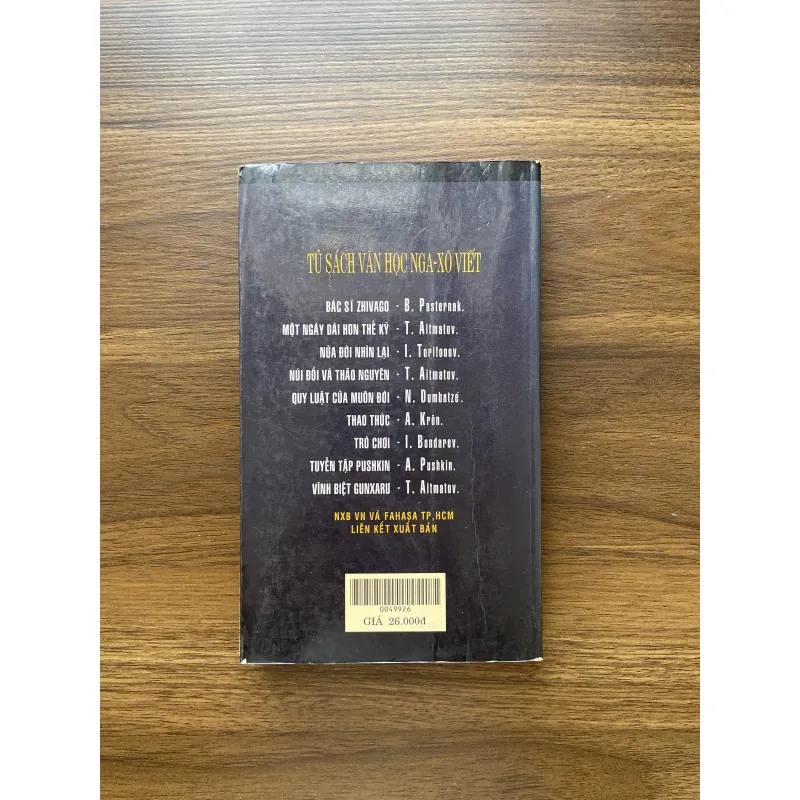 TỦ SÁCH VĂN HỌC NGA-XÔ VIẾT
BÁC SĨ ZHIVAGO - B. Pasternak.
MỘT NGÀY DÀI HƠN THẾ KỶ - T. Aitmatov.
NỬA ĐỜI NHÌN LẠI - I. Torifonov.
NÚI ĐỒI VÀ THẢO NGUYÊN - T. Aitmatov.
QUY LUẬT CỦA MUÔN ĐỜI - N. Dumbatzé.
THAO THỨC - A. Krôn.
TRÒ CHƠI - I. Bondarev.
TUYỂN TẬP PUSHKIN - A. Pushkin.
VĨNH BIỆT GUNXARƯ - T. Aitmatov.
NXB VN VÀ FAHASA TP.HCM
LIÊN KẾT XUẤT BẢN
0049926
GIÁ 26.000đ